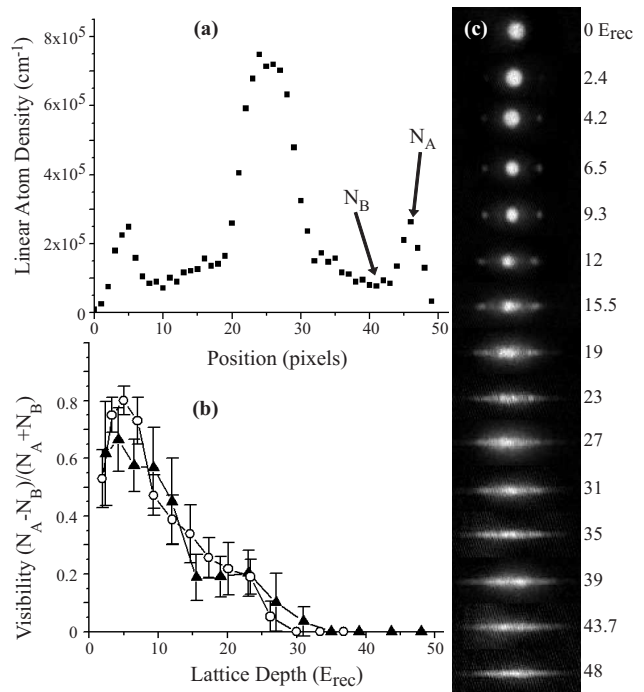 (a)
Linear Atom Density (cm-1)
8x10^5
6x10^5
4x10^5
2x10^5
0
N_A
N_B
0 10 20 30 40 50
Position (pixels)
(b)
Visibility (N_A-N_B)/(N_A+N_B)
0.8
0.6
0.4
0.2
0
0 10 20 30 40 50
Lattice Depth (E_rec)
(c)
0 E_rec
2.4
4.2
6.5
9.3
12
15.5
19
23
27
31
35
39
43.7
48